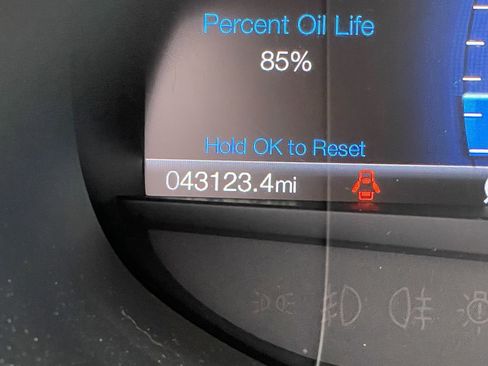 Percent Oil Life
85%
Hold OK to Reset
043123.4mi